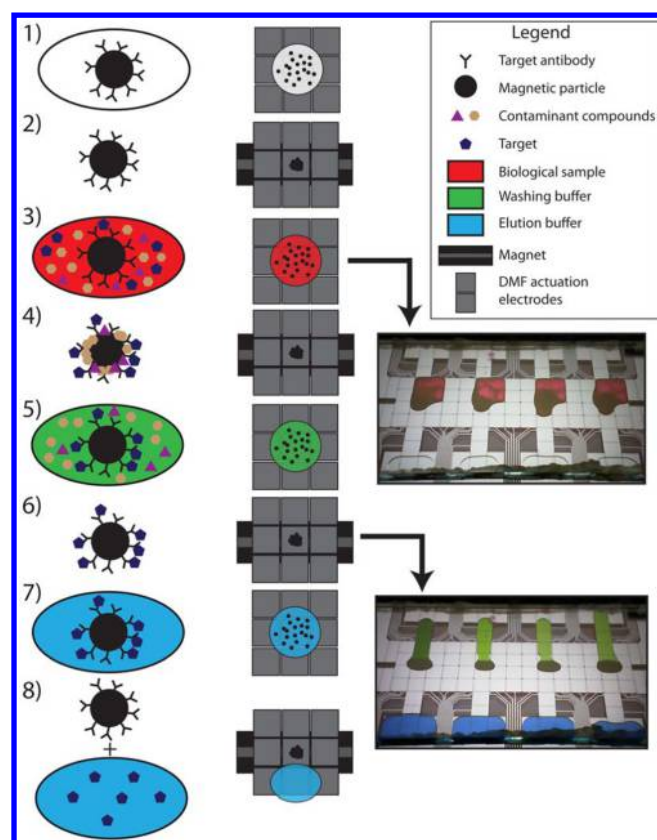 1)
2)
3)
4)
5)
6)
7)
8)
+
Legend
Target antibody
Magnetic particle
Contaminant compounds
Target
Biological sample
Washing buffer
Elution buffer
Magnet
DMF actuation
electrodes